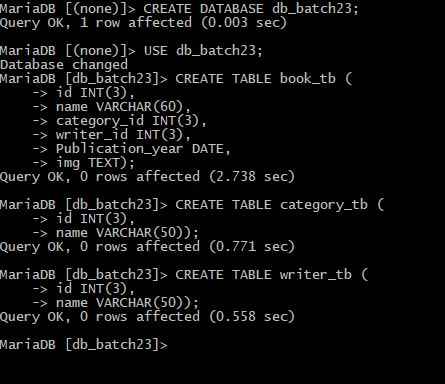 MariaDB [(none)]> CREATE DATABASE db_batch23;
Query OK, 1 row affected (0.003 sec)
MariaDB [(none)]> USE db_batch23;
Database changed
MariaDB [db_batch23]> CREATE TABLE book_tb (
    -> id INT(3),
    -> name VARCHAR(60),
    -> category_id INT(3),
    -> writer_id INT(3),
    -> Publication_year DATE,
    -> img TEXT);
Query OK, 0 rows affected (2.738 sec)
MariaDB [db_batch23]> CREATE TABLE category_tb (
    -> id INT(3),
    -> name VARCHAR(50));
Query OK, 0 rows affected (0.771 sec)
MariaDB [db_batch23]> CREATE TABLE writer_tb (
    -> id INT(3),
    -> name VARCHAR(50));
Query OK, 0 rows affected (0.558 sec)
MariaDB [db_batch23]>